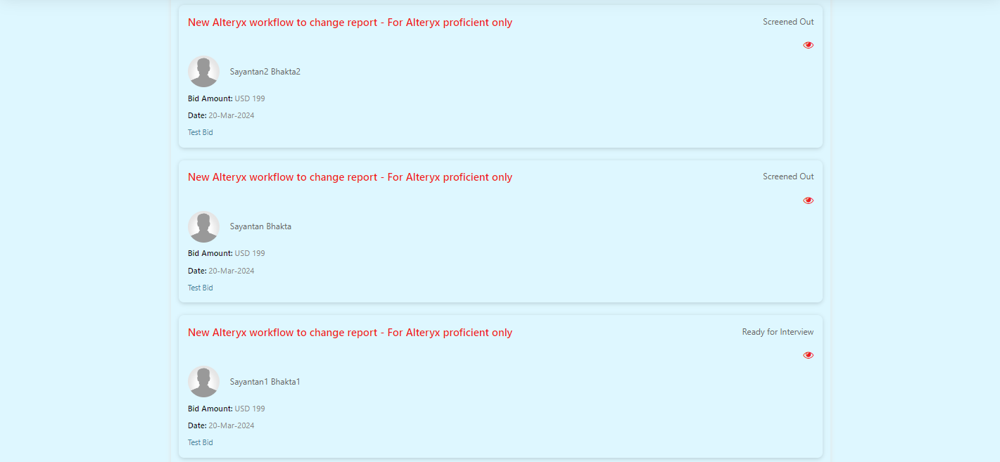 New Alteryx workflow to change report - For Alteryx proficient only
Screened Out
Sayantan2 Bhakta2
Bid Amount: USD 199
Date: 20-Mar-2024
Test Bid
New Alteryx workflow to change report - For Alteryx proficient only
Screened Out
Sayantan Bhakta
Bid Amount: USD 199
Date: 20-Mar-2024
Test Bid
New Alteryx workflow to change report - For Alteryx proficient only
Ready for Interview
Sayantan1 Bhakta1
Bid Amount: USD 199
Date: 20-Mar-2024
Test Bid